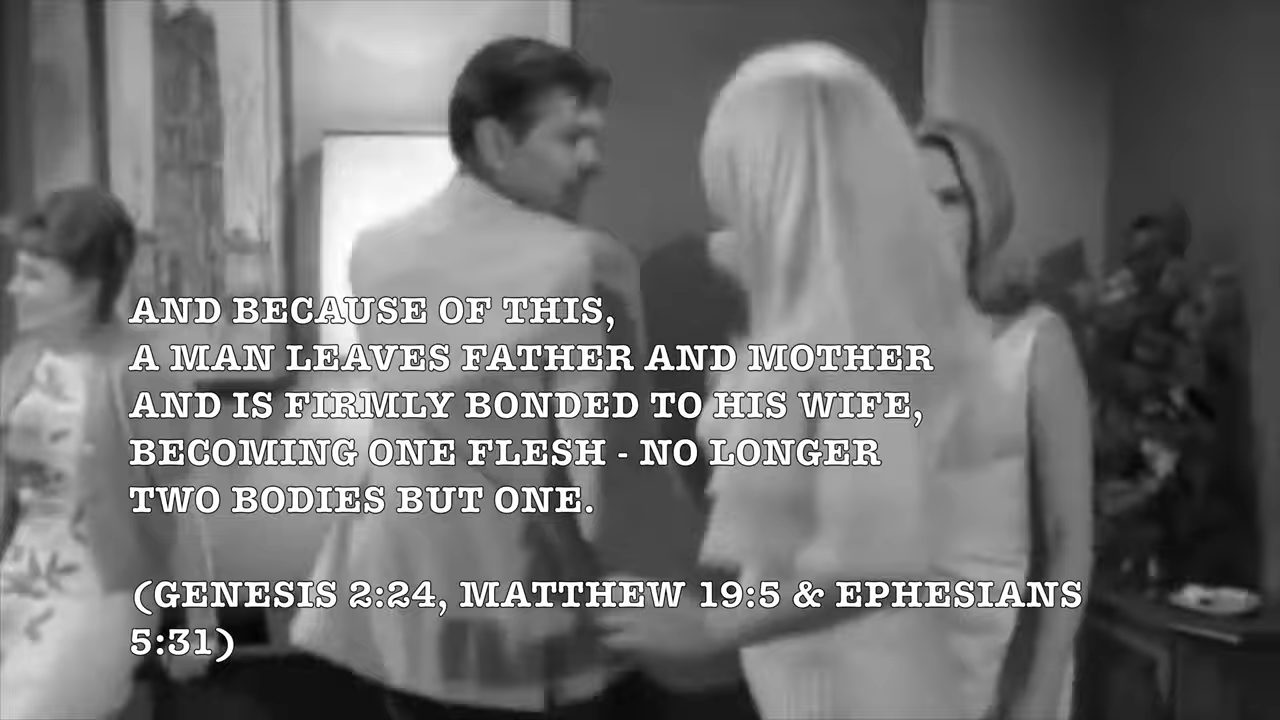 AND BECAUSE OF THIS,
A MAN LEAVES FATHER AND MOTHER
AND IS FIRMLY BONDED TO HIS WIFE,
BECOMING ONE FLESH - NO LONGER
TWO BODIES BUT ONE.
(GENESIS 2:24, MATTHEW 19:5 & EPHESIANS
5:31)